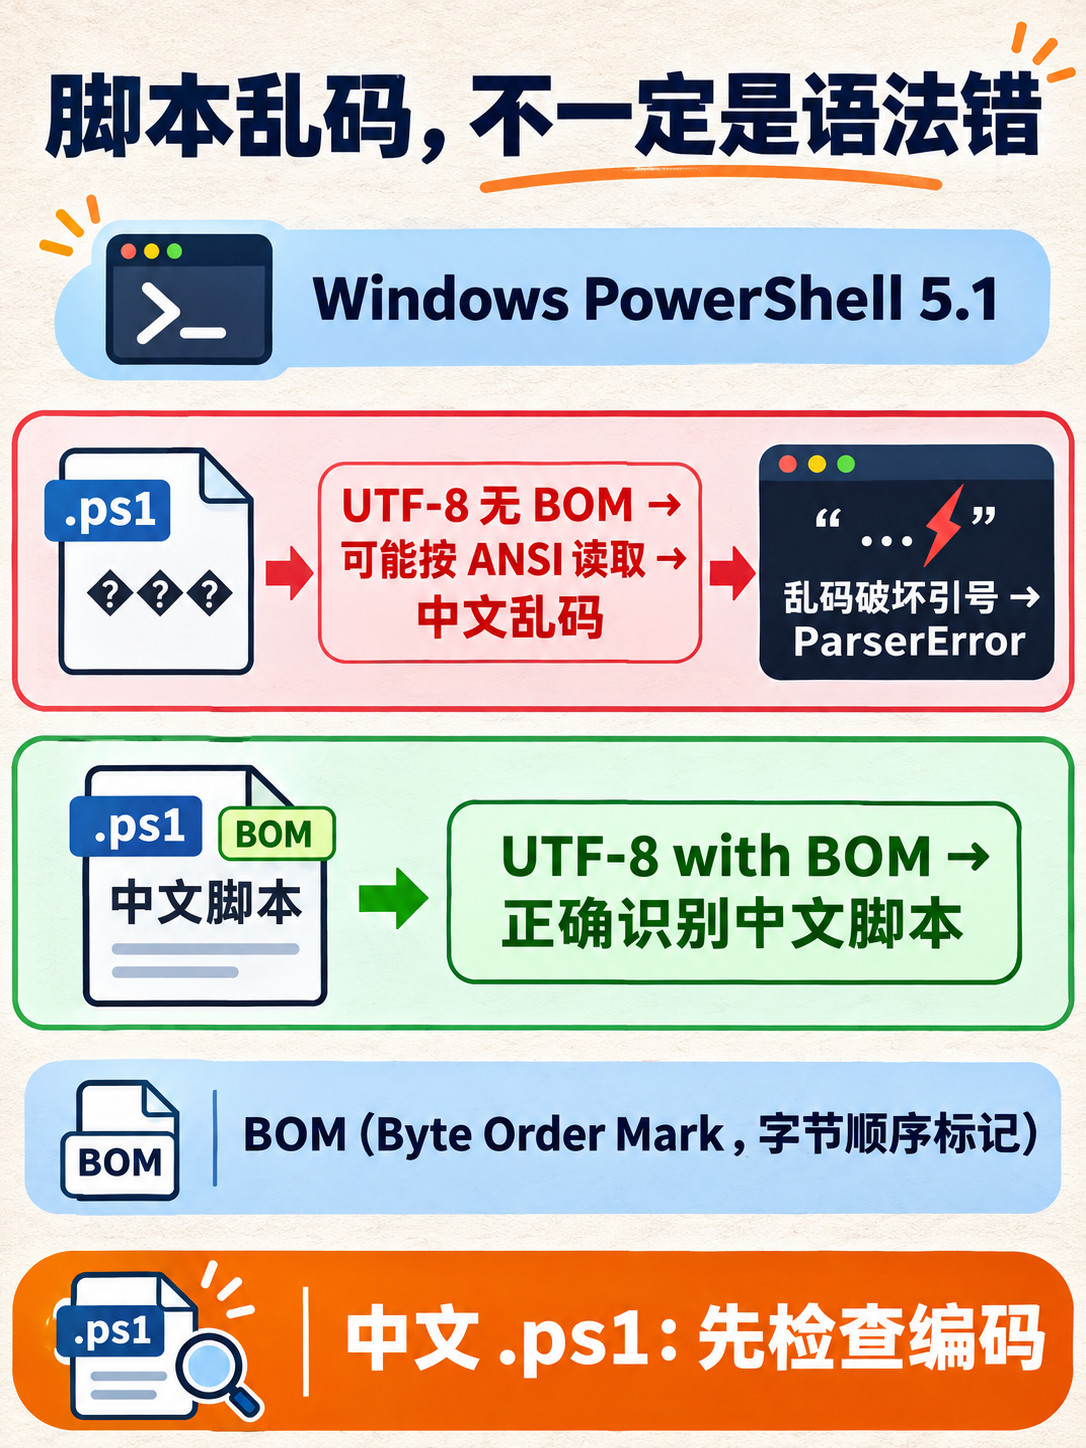 脚本乱码，不一定是语法错
Windows PowerShell 5.1
.ps1
���
UTF-8 无 BOM →
可能按 ANSI 读取 →
中文乱码
“ … ”
乱码破坏引号 →
ParserError
.ps1
BOM
中文脚本
UTF-8 with BOM →
正确识别中文脚本
BOM
BOM（Byte Order Mark，字节顺序标记）
.ps1
中文 .ps1：先检查编码